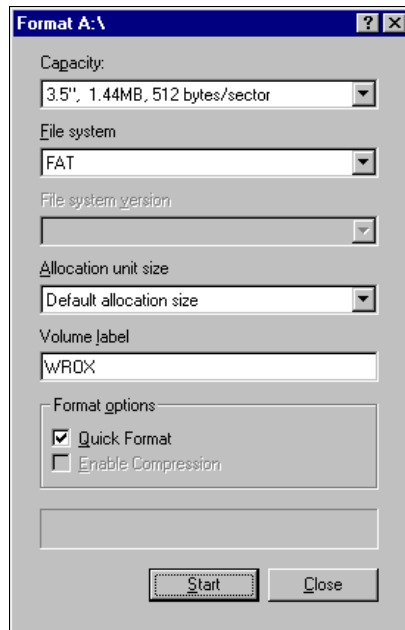 Format A:\
Capacity:
3.5", 1.44MB, 512 bytes/sector
File system
FAT
File system version
Allocation unit size
Default allocation size
Volume label
WROX
Format options
Quick Format
Enable Compression
Start Close